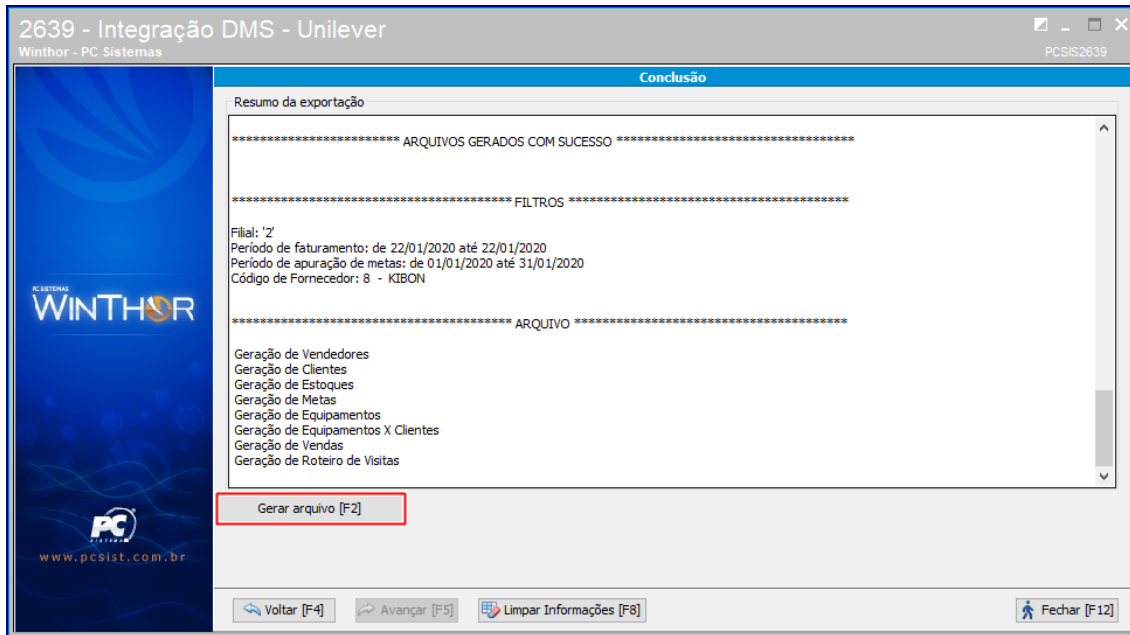 2639 - Integração DMS - Unilever
Winthor - PC Sistemas
PCSIS2639
Conclusão
Resumo da exportação
************************ ARQUIVOS GERADOS COM SUCESSO **********************************
**************************************** FILTROS ****************************************
Filial: '2'
Período de faturamento: de 22/01/2020 até 22/01/2020
Período de apuração de metas: de 01/01/2020 até 31/01/2020
Código de Fornecedor: 8 - KIBON
**************************************** ARQUIVO ***************************************
Geração de Vendedores
Geração de Clientes
Geração de Estoques
Geração de Metas
Geração de Equipamentos
Geração de Equipamentos X Clientes
Geração de Vendas
Geração de Roteiro de Visitas
Gerar arquivo [F2]
PC SISTEMAS
WINTHOR
PC
SISTEMAS
www.pcsist.com.br
Voltar [F4]
Avançar [F5]
Limpar Informações [F8]
Fechar [F12]